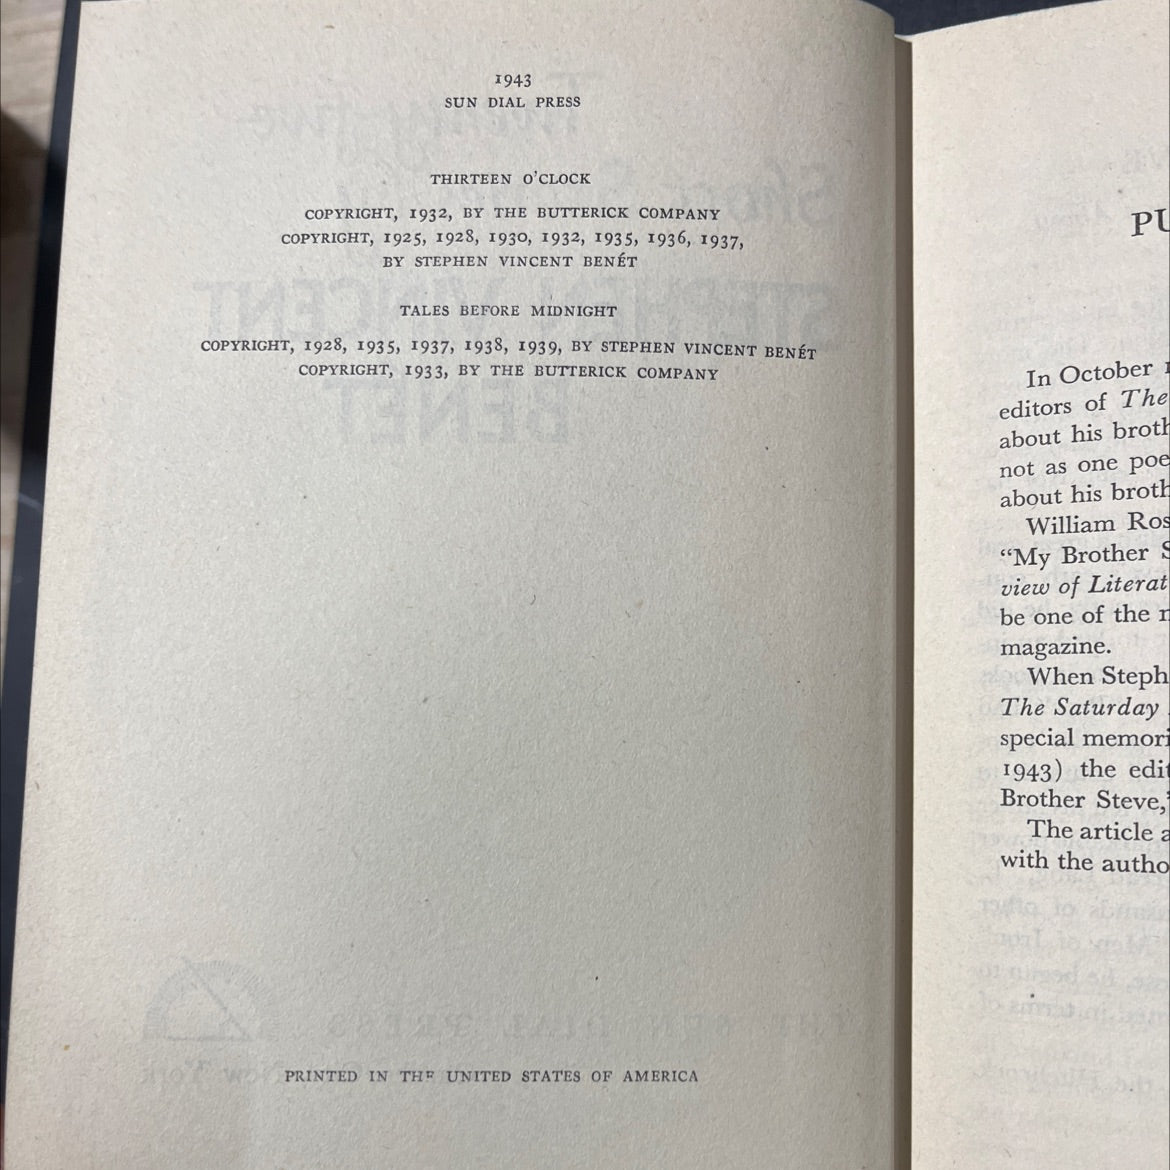 1943
SUN DIAL PRESS
THIRTEEN O'CLOCK
COPYRIGHT, 1932, BY THE BUTTERICK COMPANY
COPYRIGHT, 1925, 1928, 1930, 1932, 1935, 1936, 1937,
BY STEPHEN VINCENT BENÉT
TALES BEFORE MIDNIGHT
COPYRIGHT, 1928, 1935, 1937, 1938, 1939, BY STEPHEN VINCENT BENÉT
COPYRIGHT, 1933, BY THE BUTTERICK COMPANY
PRINTED IN THE UNITED STATES OF AMERICA
PU
In October 1
editors of The
about his broth
not as one poe
about his broth
William Ros
“My Brother S
view of Literat
be one of the
magazine.
When Steph
The Saturday
special memori
1943) the edit
Brother Steve,”
The article a
with the autho